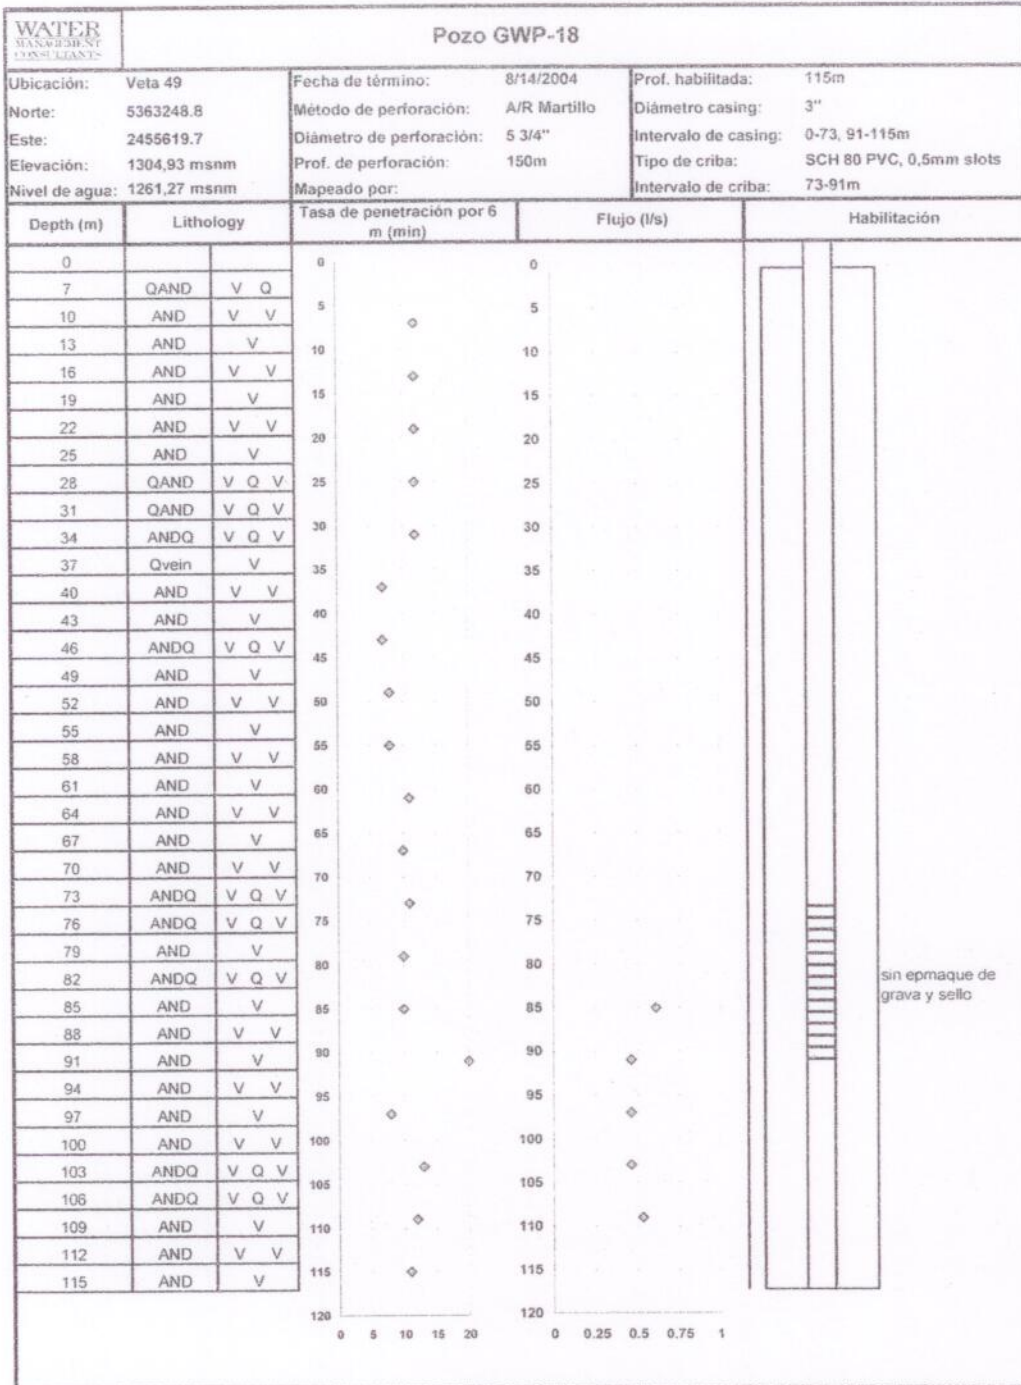 WATER
MANAGEMENT
CONSULTANTS
Pozo GWP-18
Ubicación: Veta 49 Fecha de término: 8/14/2004 Prof. habilitada: 115m
Norte: 5363248.8 Método de perforación: A/R Martillo Diámetro casing: 3"
Este: 2455619.7 Diámetro de perforación: 5 3/4" Intervalo de casing: 0-73, 91-115m
Elevación: 1304,93 msnm Prof. de perforación: 150m Tipo de criba: SCH 80 PVC, 0,5mm slots
Nivel de agua: 1261,27 msnm Mapeado por: Intervalo de criba: 73-91m
Depth (m) Lithology Tasa de penetración por 6 m (min) Flujo (l/s) Habilitación
0
7 QAND V Q
10 AND V V
13 AND V
16 AND V V
19 AND V
22 AND V V
25 AND V
28 QAND V Q V
31 QAND V Q V
34 ANDQ V Q V
37 Qvein V
40 AND V V
43 AND V
46 ANDQ V Q V
49 AND V
52 AND V V
55 AND V
58 AND V V
61 AND V
64 AND V V
67 AND V
70 AND V V
73 ANDQ V Q V
76 ANDQ V Q V
79 AND V
82 ANDQ V Q V
85 AND V
88 AND V V
91 AND V
94 AND V V
97 AND V
100 AND V V
103 ANDQ V Q V
106 ANDQ V Q V
109 AND V
112 AND V V
115 AND V
0
5
10
15
20
25
30
35
40
45
50
55
60
65
70
75
80
85
90
95
100
105
110
115
120
0 5 10 15 20
0
5
10
15
20
25
30
35
40
45
50
55
60
65
70
75
80
85
90
95
100
105
110
115
120
0 0.25 0.5 0.75 1
sin epmaque de
grava y sello